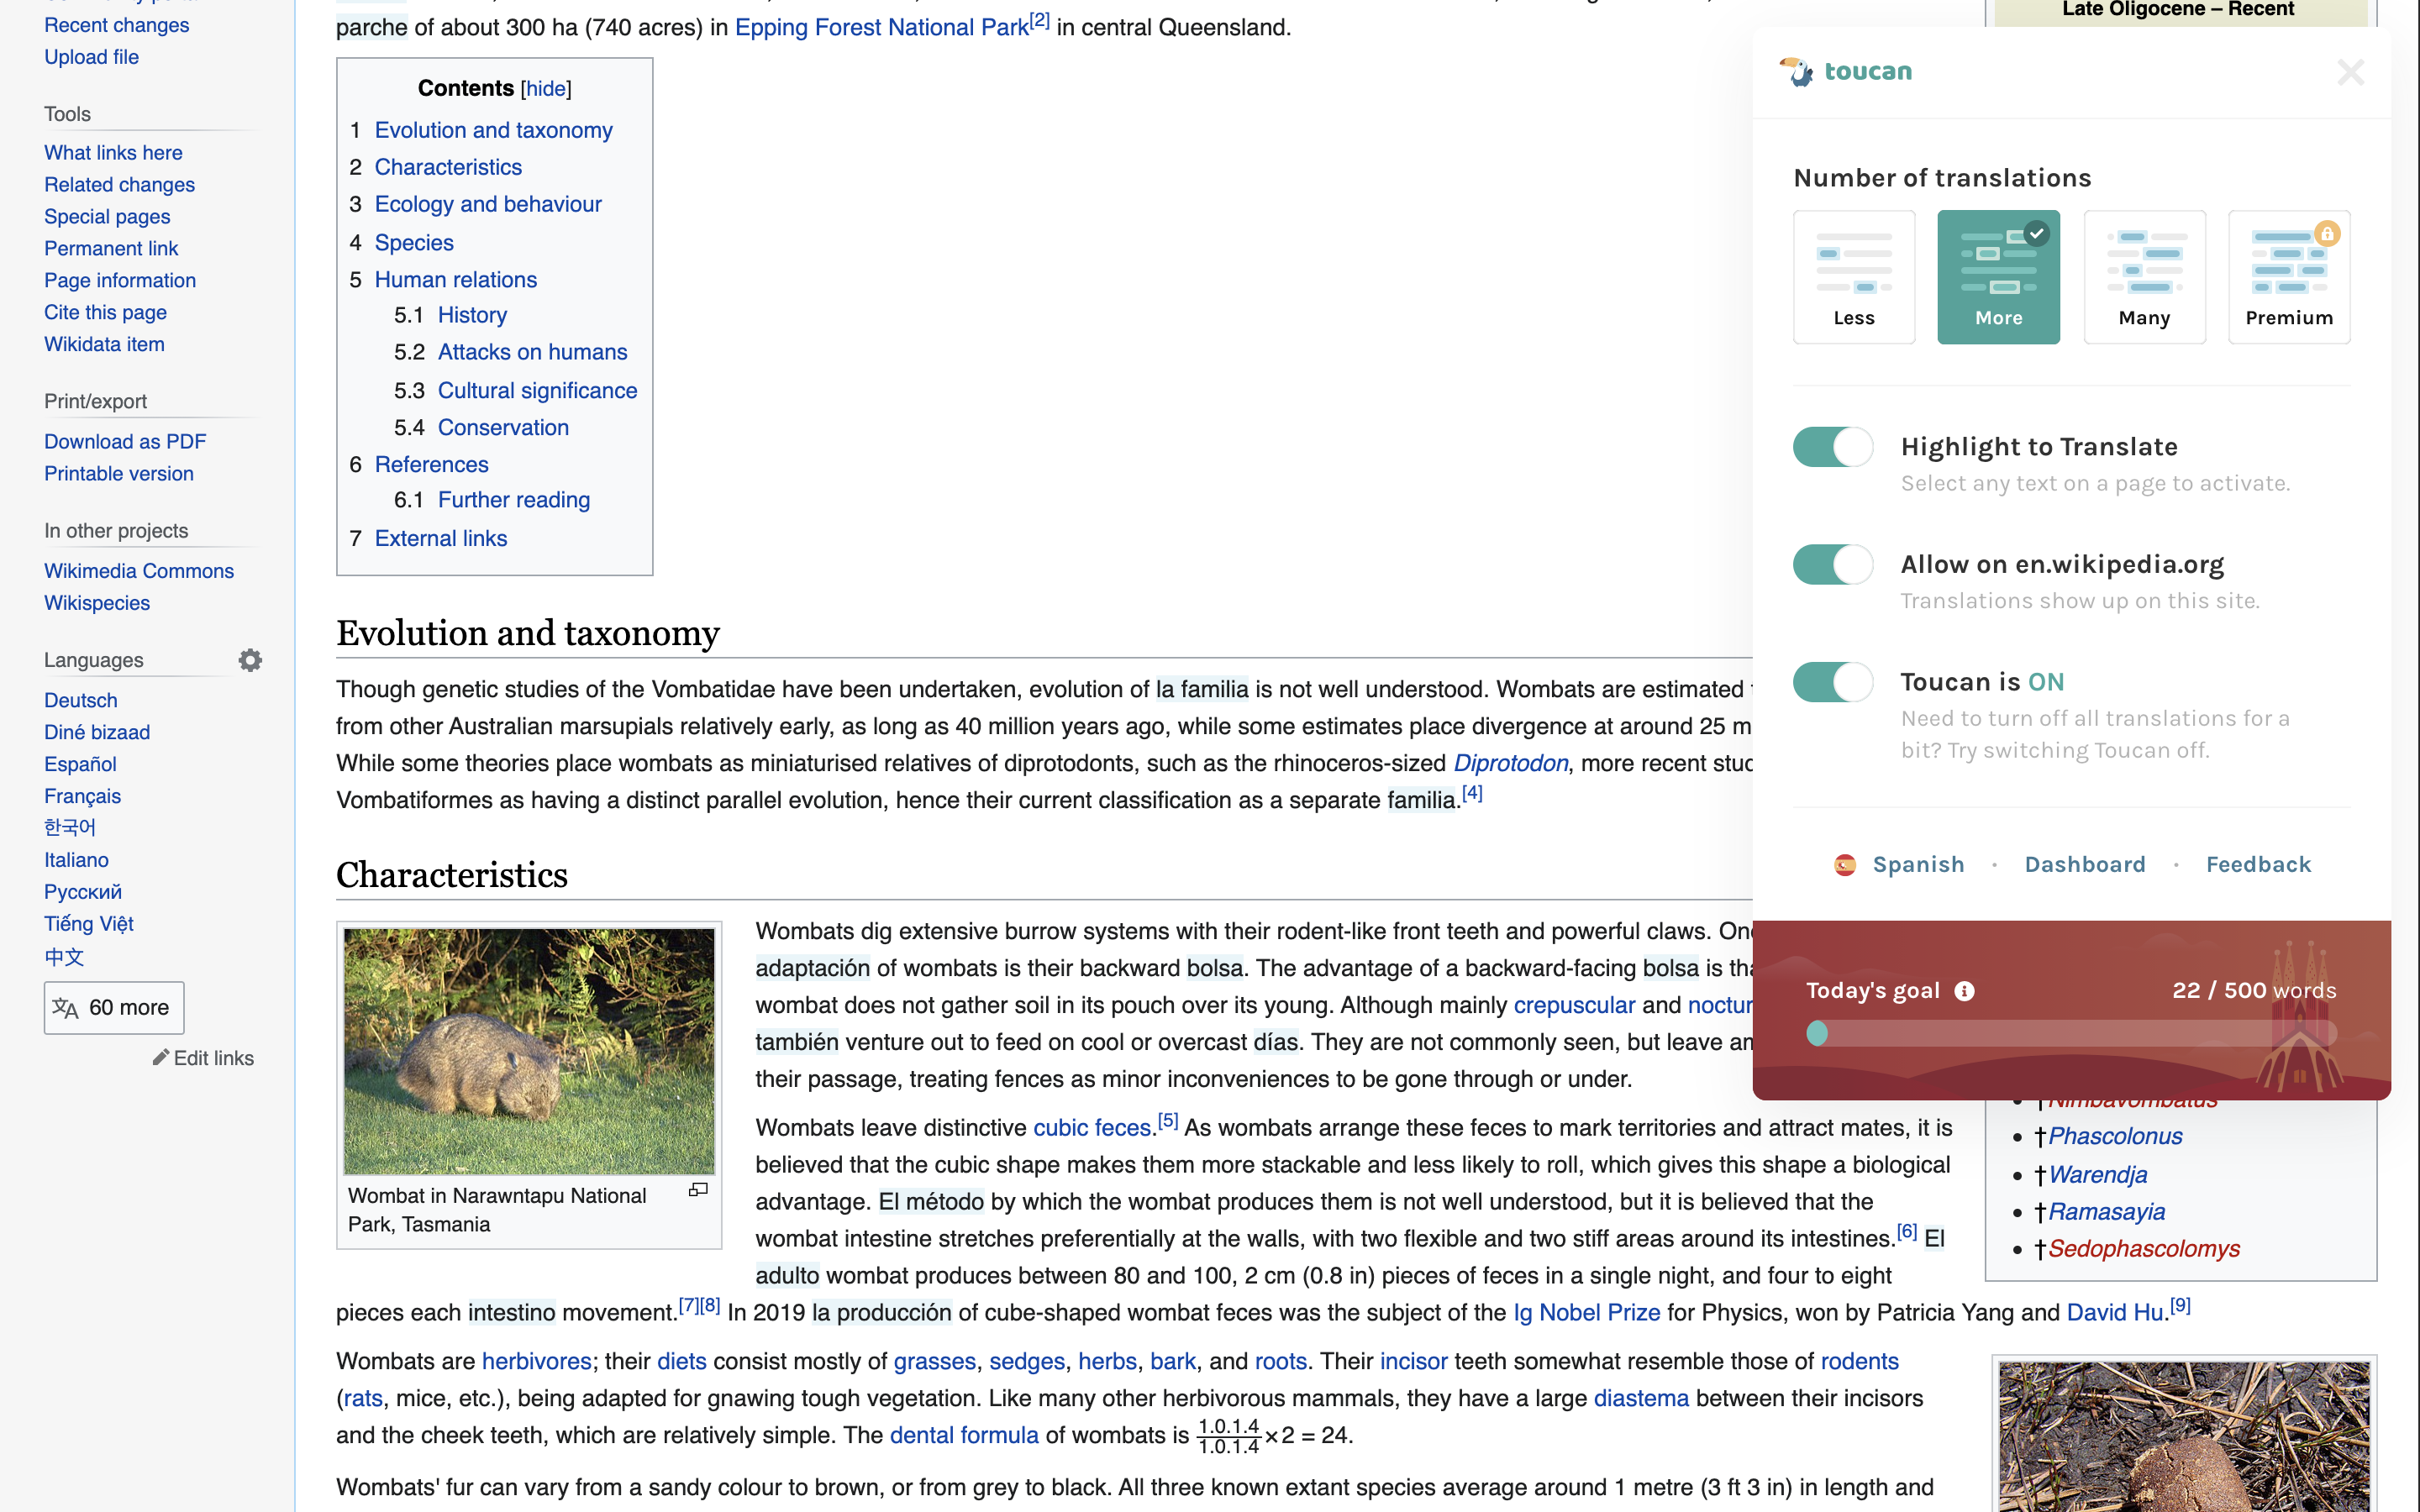 Recent changes
Upload file
Tools
What links here
Related changes
Special pages
Permanent link
Page information
Cite this page
Wikidata item
Print/export
Download as PDF
Printable version
In other projects
Wikimedia Commons
Wikispecies
Languages
Deutsch
Diné bizaad
Español
Français
한국어
Italiano
Русский
Tiếng Việt
中文
60 more
Edit links
parche of about 300 ha (740 acres) in Epping Forest National Park[2] in central Queensland.
Contents [hide]
1 Evolution and taxonomy
2 Characteristics
3 Ecology and behaviour
4 Species
5 Human relations
5.1 History
5.2 Attacks on humans
5.3 Cultural significance
5.4 Conservation
6 References
6.1 Further reading
7 External links
Evolution and taxonomy
Though genetic studies of the Vombatidae have been undertaken, evolution of la familia is not well understood. Wombats are estimated
from other Australian marsupials relatively early, as long as 40 million years ago, while some estimates place divergence at around 25 m
While some theories place wombats as miniaturised relatives of diprotodonts, such as the rhinoceros-sized Diprotodon, more recent stud
Vombatiformes as having a distinct parallel evolution, hence their current classification as a separate familia.[4]
Characteristics
Wombat in Narawntapu National
Park, Tasmania
Wombats dig extensive burrow systems with their rodent-like front teeth and powerful claws. One
adaptación of wombats is their backward bolsa. The advantage of a backward-facing bolsa is tha
wombat does not gather soil in its pouch over its young. Although mainly crepuscular and noctur
también venture out to feed on cool or overcast días. They are not commonly seen, but leave am
their passage, treating fences as minor inconveniences to be gone through or under.
Wombats leave distinctive cubic feces.[5] As wombats arrange these feces to mark territories and attract mates, it is
believed that the cubic shape makes them more stackable and less likely to roll, which gives this shape a biological
advantage. El método by which the wombat produces them is not well understood, but it is believed that the
wombat intestine stretches preferentially at the walls, with two flexible and two stiff areas around its intestines.[6] El
adulto wombat produces between 80 and 100, 2 cm (0.8 in) pieces of feces in a single night, and four to eight
pieces each intestino movement.[7][8] In 2019 la producción of cube-shaped wombat feces was the subject of the Ig Nobel Prize for Physics, won by Patricia Yang and David Hu.[9]
Wombats are herbivores; their diets consist mostly of grasses, sedges, herbs, bark, and roots. Their incisor teeth somewhat resemble those of rodents
(rats, mice, etc.), being adapted for gnawing tough vegetation. Like many other herbivorous mammals, they have a large diastema between their incisors
and the cheek teeth, which are relatively simple. The dental formula of wombats is 1.0.1.4/1.0.1.4 × 2 = 24.
Wombats' fur can vary from a sandy colour to brown, or from grey to black. All three known extant species average around 1 metre (3 ft 3 in) in length and
Late Oligocene – Recent
toucan
Number of translations
Less
More
Many
Premium
Highlight to Translate
Select any text on a page to activate.
Allow on en.wikipedia.org
Translations show up on this site.
Toucan is ON
Need to turn off all translations for a
bit? Try switching Toucan off.
Spanish · Dashboard · Feedback
Today's goal
22 / 500 words
†Nimbavombatus
†Phascolonus
†Warendja
†Ramasayia
†Sedophascolomys